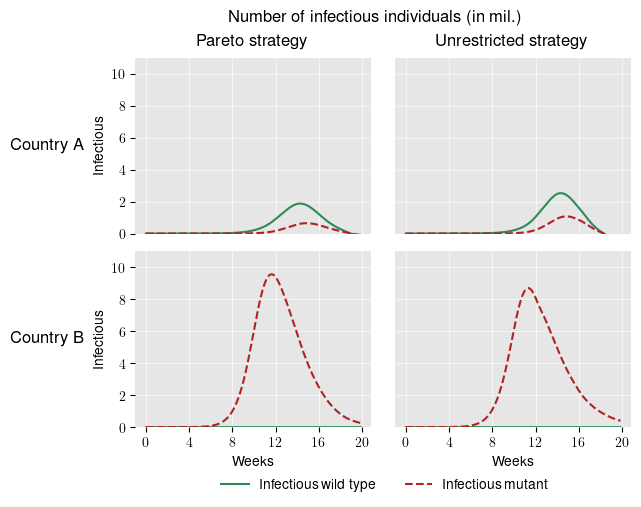 Number of infectious individuals (in mil.)
Pareto strategy
Unrestricted strategy
Country A
Infectious
10
8
6
4
2
0
Country B
Infectious
10
8
6
4
2
0
0 4 8 12 16 20
0 4 8 12 16 20
Weeks
Weeks
Infectious wild type
Infectious mutant